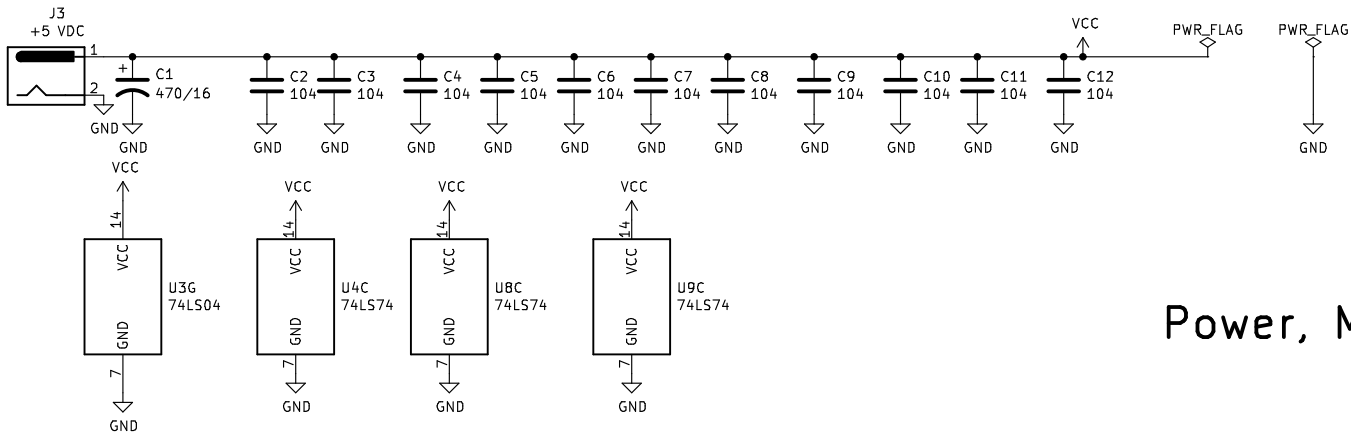 J3
+5 VDC
1
2
GND
+
C1
470/16
GND
C2
104
GND
C3
104
GND
C4
104
GND
C5
104
GND
C6
104
GND
C7
104
GND
C8
104
GND
C9
104
GND
C10
104
GND
C11
104
GND
C12
104
GND
VCC
PWR_FLAG
PWR_FLAG
GND
VCC
14
VCC
GND
7
GND
U3G
74LS04
VCC
14
VCC
GND
7
GND
U4C
74LS74
VCC
14
VCC
GND
7
GND
U8C
74LS74
VCC
14
VCC
GND
7
GND
U9C
74LS74
Power,